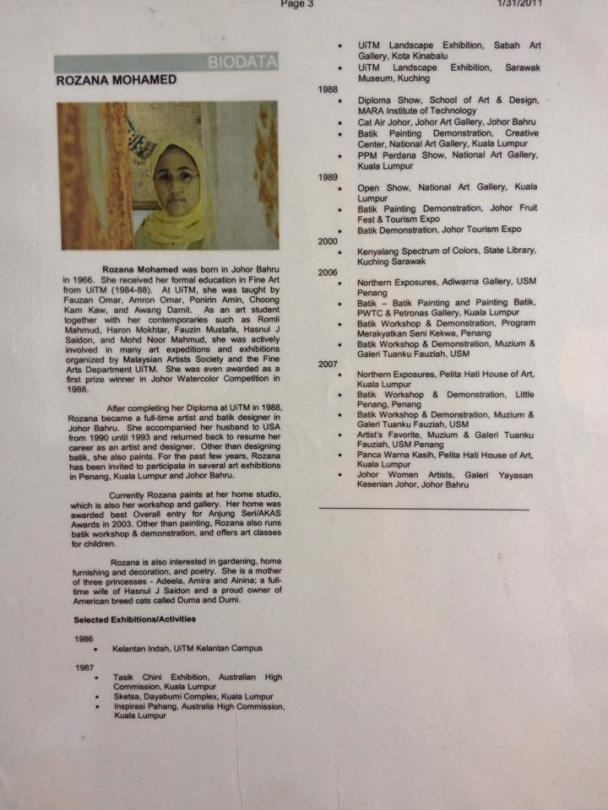 Page 3
1/31/2011
BIODATA
ROZANA MOHAMED
Rozana Mohamed was born in Johor Bahru
in 1966. She received her formal education in Fine Art
from UiTM (1984-88). At UiTM, she was taught by
Fauzan Omar, Amron Omar, Ponirin Amin, Choong
Kam Kaw, and Awang Damit. As an art student
together with her contemporaries such as Romli
Mahmud, Haron Mokhtar, Fauzin Mustafa, Hasnul J
Saidon, and Mohd Noor Mahmud, she was actively
involved in many art expeditions and exhibitions
organized by Malaysian Artists Society and the Fine
Arts Department UiTM. She was even awarded as a
first prize winner in Johor Watercolor Competition in
1988.
After completing her Diploma at UiTM in 1988,
Rozana became a full-time artist and batik designer in
Johor Bahru. She accompanied her husband to USA
from 1990 until 1993 and returned back to resume her
career as an artist and designer. Other than designing
batik, she also paints. For the past few years, Rozana
has been invited to participate in several art exhibitions
in Penang, Kuala Lumpur and Johor Bahru.
Currently Rozana paints at her home studio,
which is also her workshop and gallery. Her home was
awarded best Overall entry for Anjung Seri/AKAS
Awards in 2003. Other than painting, Rozana also runs
batik workshop & demonstration, and offers art classes
for children.
Rozana is also interested in gardening, home
furnishing and decoration, and poetry. She is a mother
of three princesses - Adeela, Amira and Ainina; a full-
time wife of Hasnul J Saidon and a proud owner of
American breed cats called Duma and Dumi.
Selected Exhibitions/Activities
1986
• Kelantan Indah, UiTM Kelantan Campus
1987
• Tasik Chini Exhibition, Australian High
Commission, Kuala Lumpur
• Sketsa, Dayabumi Complex, Kuala Lumpur
• Inspirasi Pahang, Australia High Commission,
Kuala Lumpur
• UiTM Landscape Exhibition, Sabah Art
Gallery, Kota Kinabalu
• UiTM Landscape Exhibition, Sarawak
Museum, Kuching
1988
• Diploma Show, School of Art & Design,
MARA Institute of Technology
• Cat Air Johor, Johor Art Gallery, Johor Bahru
• Batik Painting Demonstration, Creative
Center, National Art Gallery, Kuala Lumpur
• PPM Perdana Show, National Art Gallery,
Kuala Lumpur
1989
• Open Show, National Art Gallery, Kuala
Lumpur
• Batik Painting Demonstration, Johor Fruit
Fest & Tourism Expo
• Batik Demonstration, Johor Tourism Expo
2000
• Kenyalang Spectrum of Colors, State Library,
Kuching Sarawak
2006
• Northern Exposures, Adiwarna Gallery, USM
Penang
• Batik – Batik Painting and Painting Batik,
PWTC & Petronas Gallery, Kuala Lumpur
• Batik Workshop & Demonstration, Program
Merakyatkan Seni Kekwa, Penang
• Batik Workshop & Demonstration, Muzium &
Galeri Tuanku Fauziah, USM
2007
• Northern Exposures, Pelita Hati House of Art,
Kuala Lumpur
• Batik Workshop & Demonstration, Little
Penang, Penang
• Batik Workshop & Demonstration, Muzium &
Galeri Tuanku Fauziah, USM
• Artist's Favorite, Muzium & Galeri Tuanku
Fauziah, USM Penang
• Panca Warna Kasih, Pelita Hati House of Art,
Kuala Lumpur
• Johor Women Artists, Galeri Yayasan
Kesenian Johor, Johor Bahru